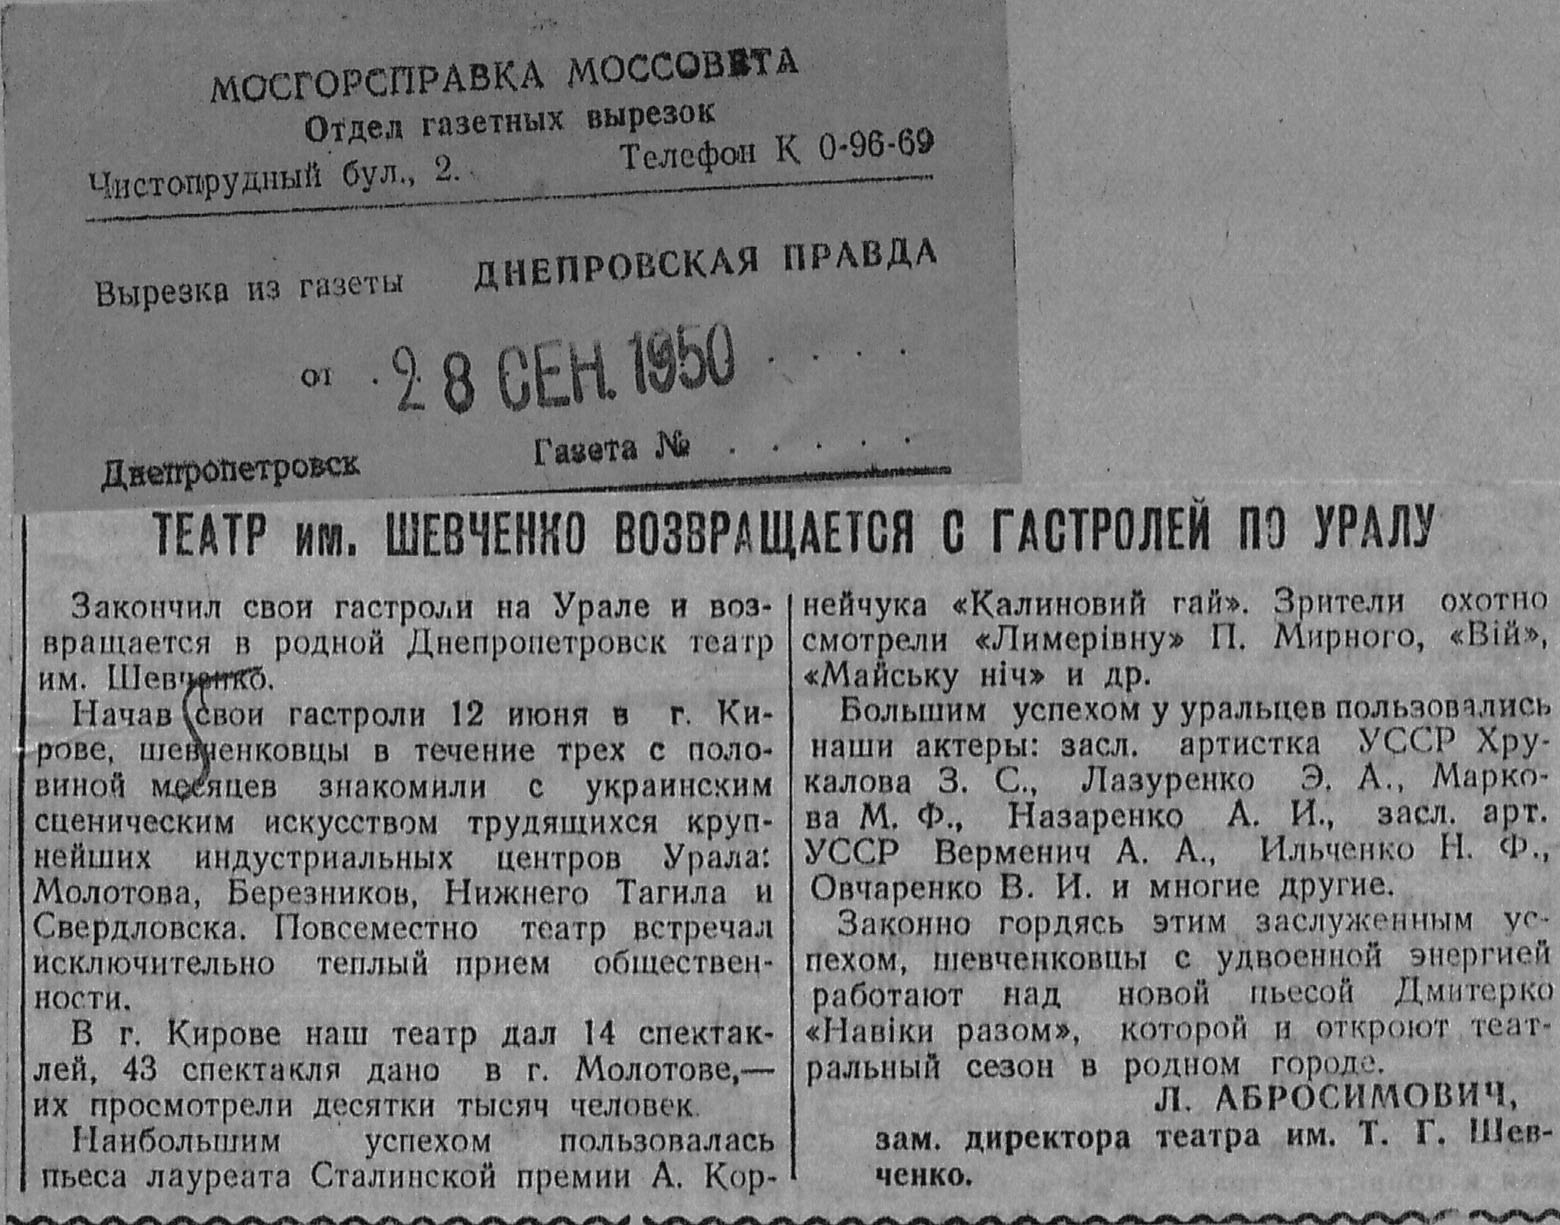 МОСГОРСПРАВКА МОССОВЕТА
Отдел газетных вырезок
Чистопрудный бул., 2. Телефон К 0-96-69
Вырезка из газеты ДНЕПРОВСКАЯ ПРАВДА
от . 28 СЕН. 1950 . . . .
Днепропетровск Газета № . . . . .
ТЕАТР им. ШЕВЧЕНКО ВОЗВРАЩАЕТСЯ С ГАСТРОЛЕЙ ПО УРАЛУ
Закончил свои гастроли на Урале и воз-
вращается в родной Днепропетровск театр
им. Шевченко.
Начав свои гастроли 12 июня в г. Ки-
рове, шевченковцы в течение трех с поло-
виной месяцев знакомили с украинским
сценическим искусством трудящихся круп-
нейших индустриальных центров Урала:
Молотова, Березников, Нижнего Тагила и
Свердловска. Повсеместно театр встречал
исключительно теплый прием обществен-
ности.
В г. Кирове наш театр дал 14 спектак-
лей, 43 спектакля дано в г. Молотове,—
их просмотрели десятки тысяч человек.
Наибольшим успехом пользовалась
пьеса лауреата Сталинской премии А. Кор-
нейчука «Калиновий гай». Зрители охотно
смотрели «Лимерівну» П. Мирного, «Вій»,
«Майську ніч» и др.
Большим успехом у уральцев пользовались
наши актеры: засл. артистка УССР Хру-
калова З. С., Лазуренко Э. А., Марко-
ва М. Ф., Назаренко А. И., засл. арт.
УССР Верменич А. А., Ильченко Н. Ф.,
Овчаренко В. И. и многие другие.
Законно гордясь этим заслуженным ус-
пехом, шевченковцы с удвоенной энергией
работают над новой пьесой Дмитерко
«Навіки разом», которой и откроют теат-
ральный сезон в родном городе.
Л. АБРОСИМОВИЧ,
зам. директора театра им. Т. Г. Шев-
ченко.